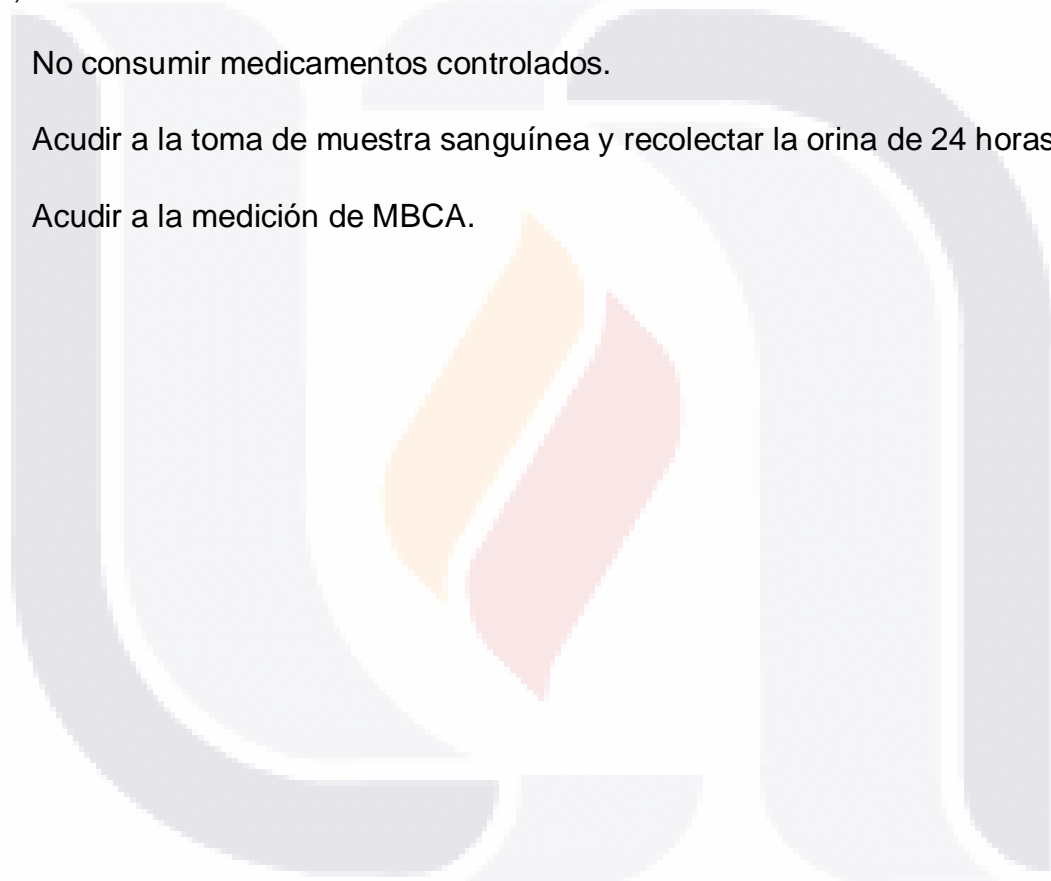 No consumir medicamentos controlados.
Acudir a la toma de muestra sanguínea y recolectar la orina de 24 horas
Acudir a la medición de MBCA.